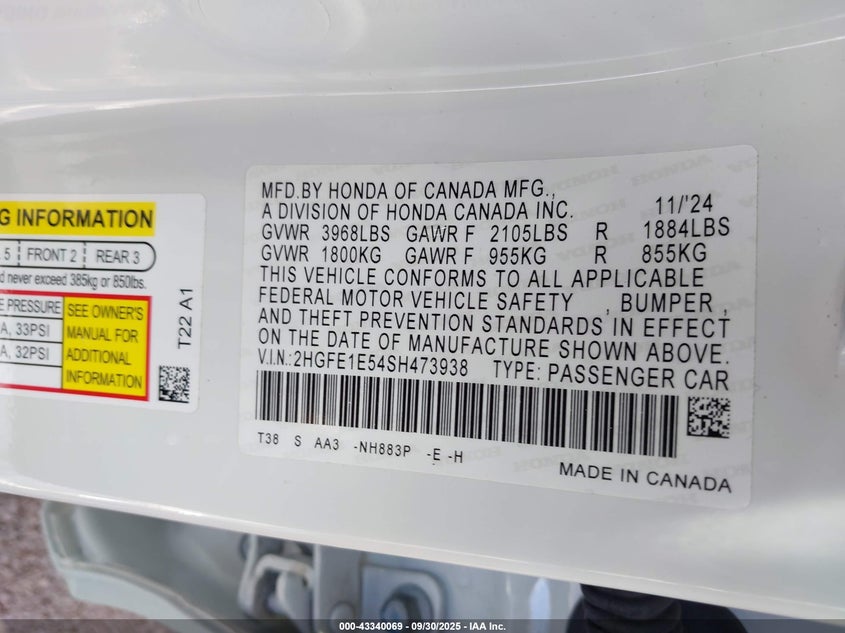 G INFORMATION
5 FRONT 2 REAR 3
d never exceed 385kg or 850lbs.
E PRESSURE
A, 33PSI
A, 32PSI
SEE OWNER'S
MANUAL FOR
ADDITIONAL
INFORMATION
T22 A1
MFD.BY HONDA OF CANADA MFG.,
A DIVISION OF HONDA CANADA INC. 11/'24
GVWR 3968LBS GAWR F 2105LBS R 1884LBS
GVWR 1800KG GAWR F 955KG R 855KG
THIS VEHICLE CONFORMS TO ALL APPLICABLE
FEDERAL MOTOR VEHICLE SAFETY , BUMPER ,
AND THEFT PREVENTION STANDARDS IN EFFECT
ON THE DATE OF MANUFACTURE SHOWN ABOVE.
V.I.N.:2HGFE1E54SH473938 TYPE: PASSENGER CAR
T38 S AA3 -NH883P -E -H
MADE IN CANADA
000-43340069 - 09/30/2025 - IAA Inc.